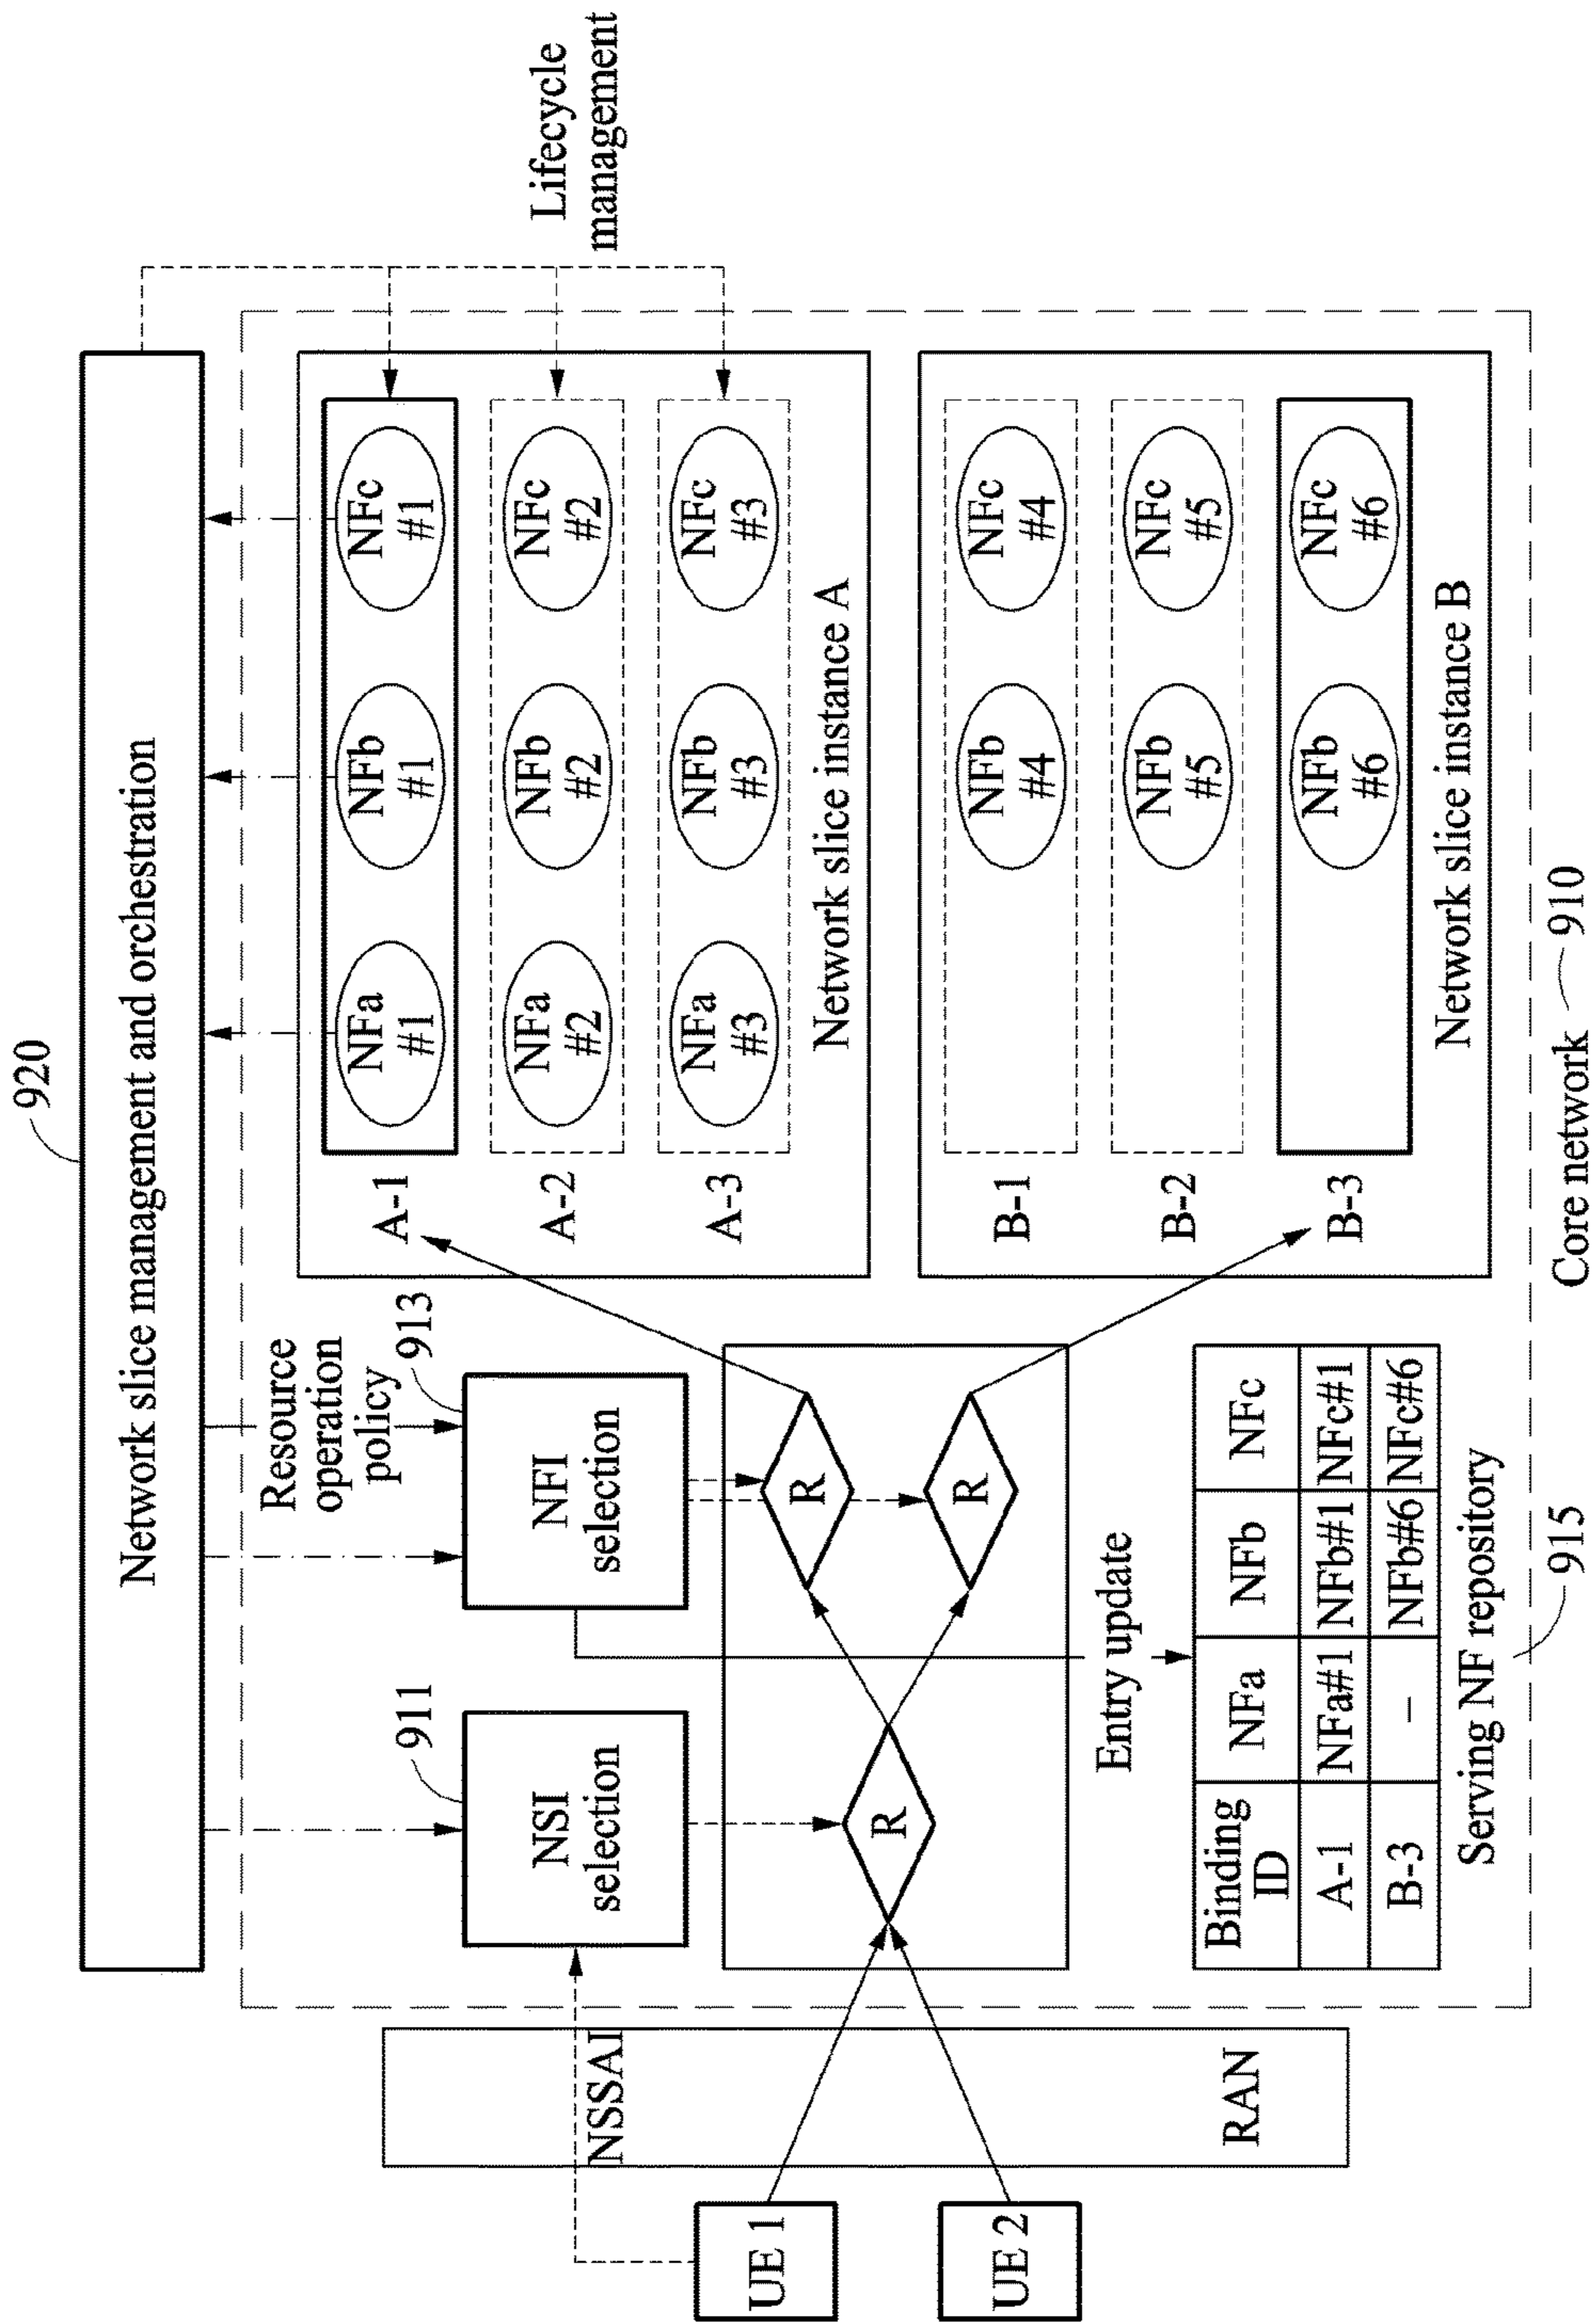 920
Network slice management and orchestration
Lifecycle
management
Resource
operation
policy
911
NSI
selection
913
NFI
selection
NSSAI
RAN
UE 1
UE 2
R
R
R
Entry update
Binding
ID
NFa
NFb
NFc
A-1
NFa#1
NFb#1
NFc#1
B-3
–
NFb#6
NFc#6
Serving NF repository
915
A-1
NFa
#1
NFb
#1
NFc
#1
A-2
NFa
#2
NFb
#2
NFc
#2
A-3
NFa
#3
NFb
#3
NFc
#3
Network slice instance A
B-1
NFb
#4
NFc
#4
B-2
NFb
#5
NFc
#5
B-3
NFb
#6
NFc
#6
Network slice instance B
Core network
910